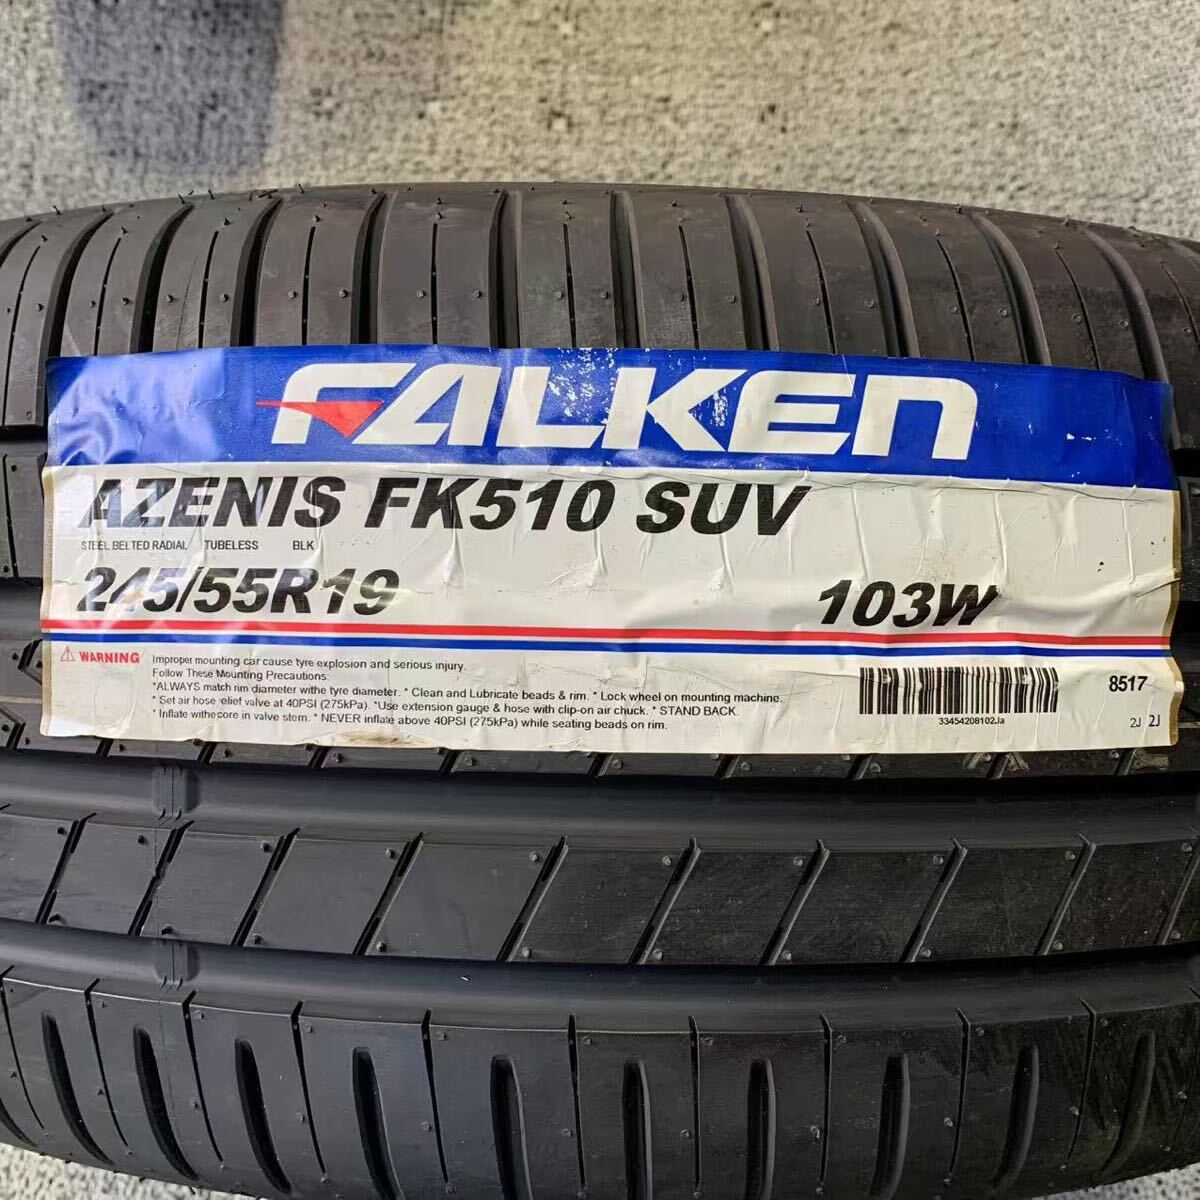 FALKEN
AZENIS FK510 SUV
STEEL BELTED RADIAL TUBELESS BLK
245/55R19 103W
WARNING
Improper mounting car cause tyre explosion and serious injury.
Follow These Mounting Precautions:
*ALWAYS match rim diameter withe tyre diameter. * Clean and Lubricate beads & rim. * Lock wheel on mounting machine.
* Set air hose elief valve at 40PSI (275kPa). *Use extension gauge & hose with clip-on air chuck. * STAND BACK.
* Inflate withe core in valve stem. * NEVER inflate above 40PSI (275kPa) while seating beads on rim.
33454208102Ja
8517
2J 2J